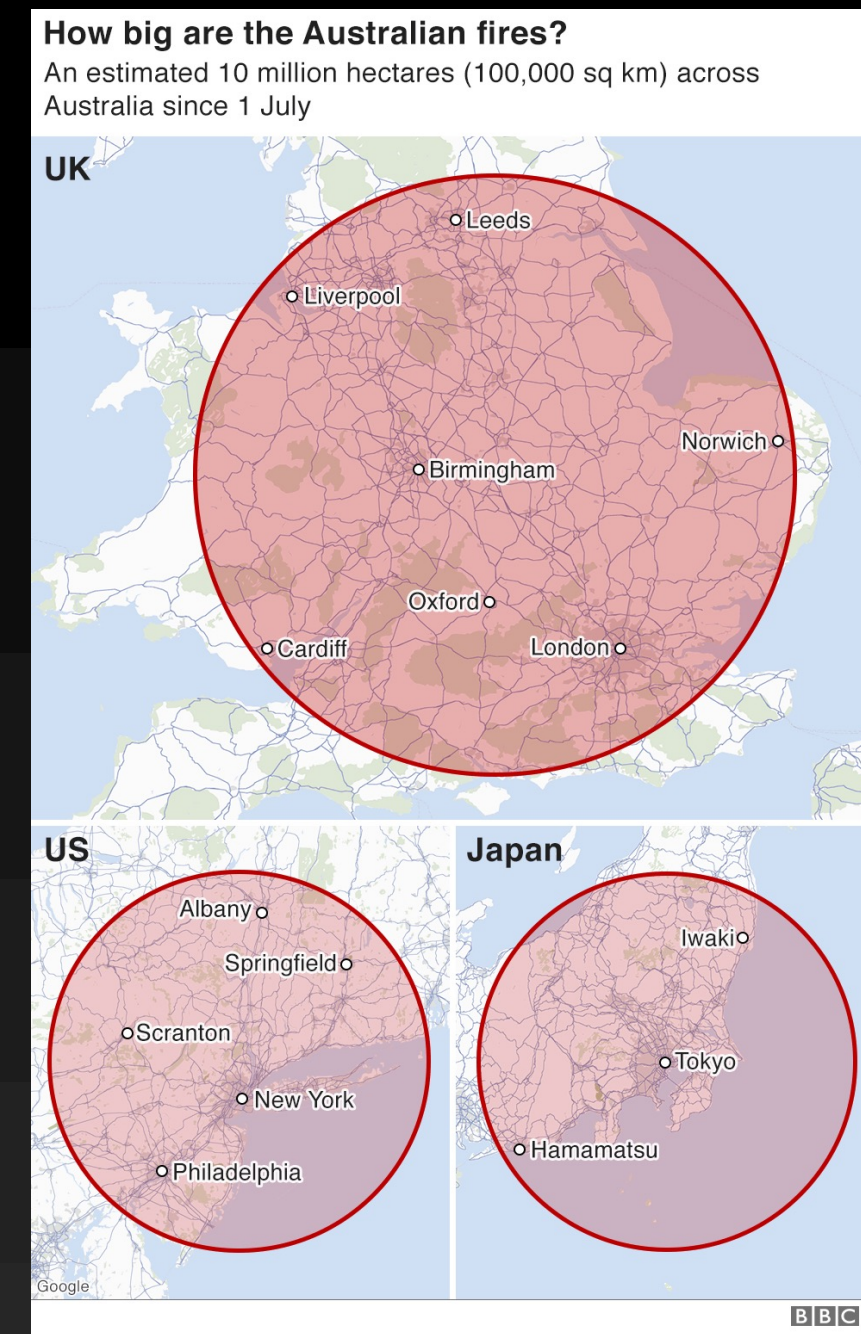 How big are the Australian fires?
An estimated 10 million hectares (100,000 sq km) across
Australia since 1 July
UK
Leeds
Liverpool
Norwich
Birmingham
Oxford
Cardiff
London
US
Albany
Springfield
Scranton
New York
Philadelphia
Google
Japan
Iwaki
Tokyo
Hamamatsu
BBC